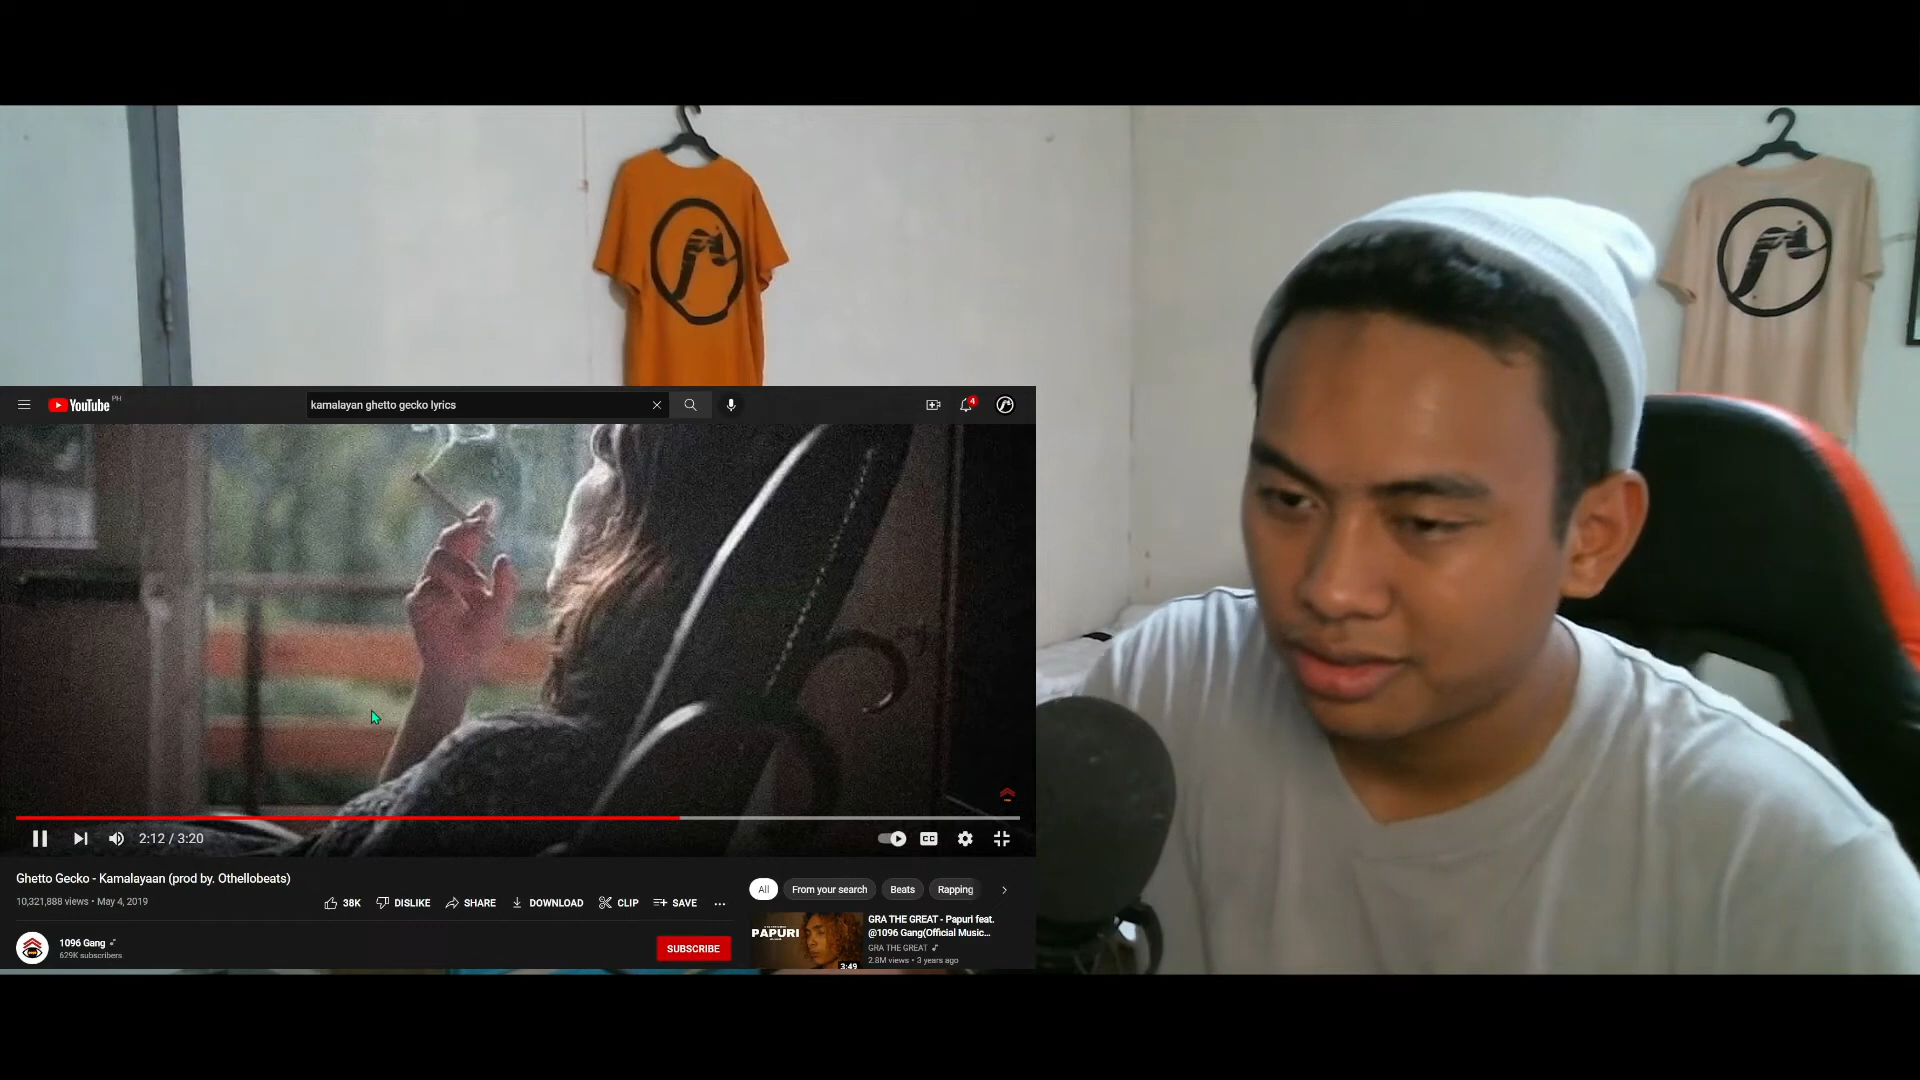 YouTube PH
kamalayan ghetto gecko lyrics
4
2:12 / 3:20
CC
Ghetto Gecko - Kamalayaan (prod by. Othellobeats)
10,321,888 views • May 4, 2019
38K DISLIKE SHARE DOWNLOAD CLIP SAVE
1096 Gang
629K subscribers
SUBSCRIBE
All From your search Beats Rapping
PAPURI
3:49
GRA THE GREAT - Papuri feat.
@1096 Gang(Official Music...
GRA THE GREAT
2.8M views • 3 years ago